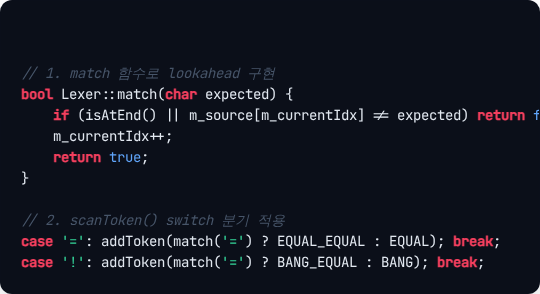 // 1. match 함수로 lookahead 구현
bool Lexer::match(char expected) {
    if (isAtEnd() || m_source[m_currentIdx] != expected) return f
    m_currentIdx++;
    return true;
}

// 2. scanToken() switch 분기 적용
case '=': addToken(match('=') ? EQUAL_EQUAL : EQUAL); break;
case '!': addToken(match('=') ? BANG_EQUAL : BANG); break;